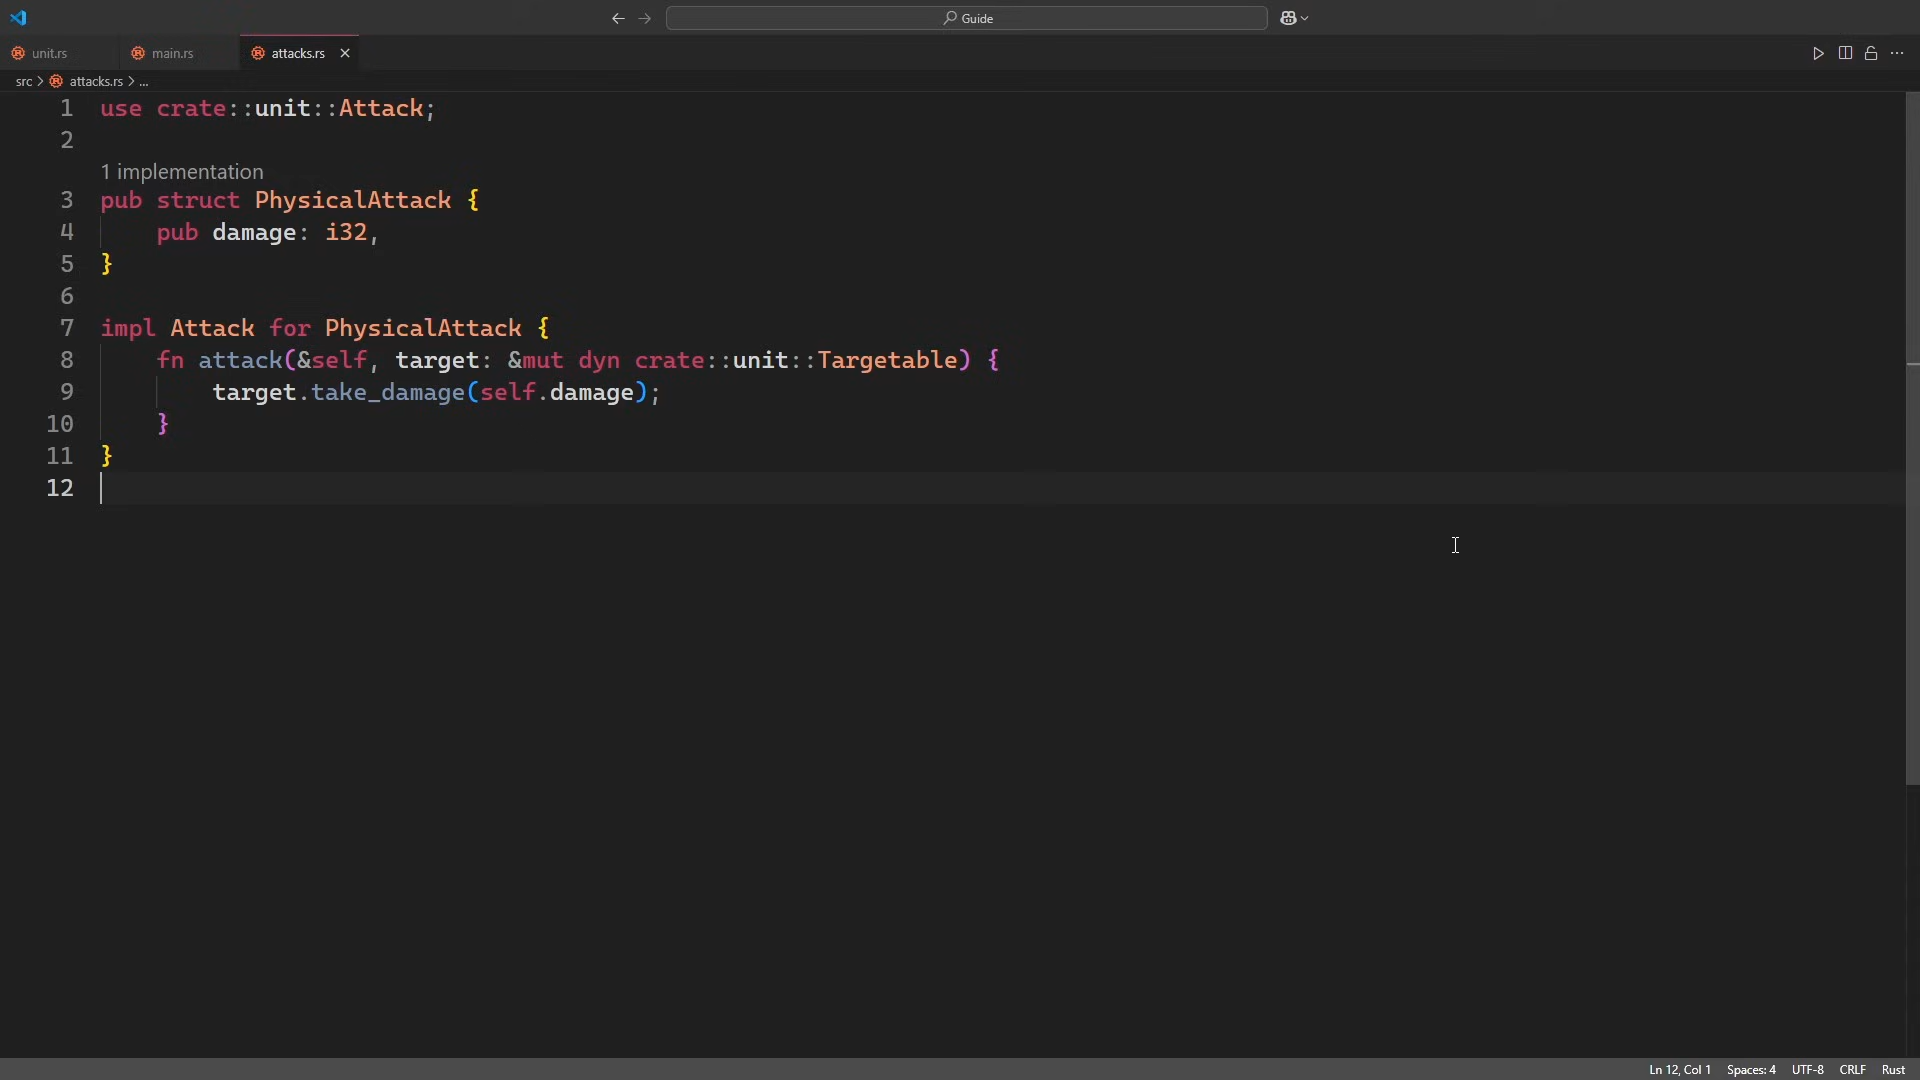 Guide
unit.rs
main.rs
attacks.rs
src > attacks.rs > ...
1 use crate::unit::Attack;
2
1 implementation
3 pub struct PhysicalAttack {
4 pub damage: i32,
5 }
6
7 impl Attack for PhysicalAttack {
8 fn attack(&self, target: &mut dyn crate::unit::Targetable) {
9 target.take_damage(self.damage);
10 }
11 }
12
Ln 12, Col 1 Spaces: 4 UTF-8 CRLF Rust